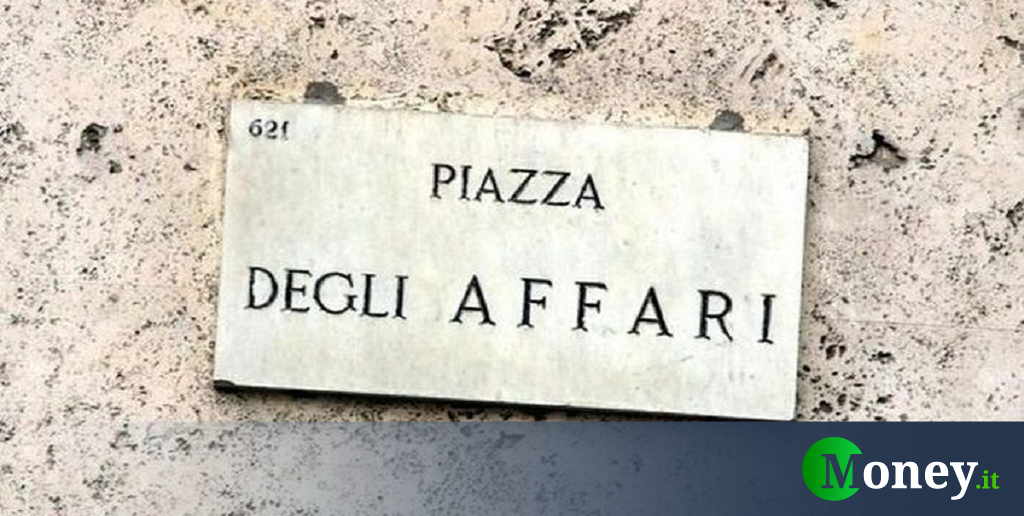 621
PIAZZA
DEGLI AFFARI
Money.it